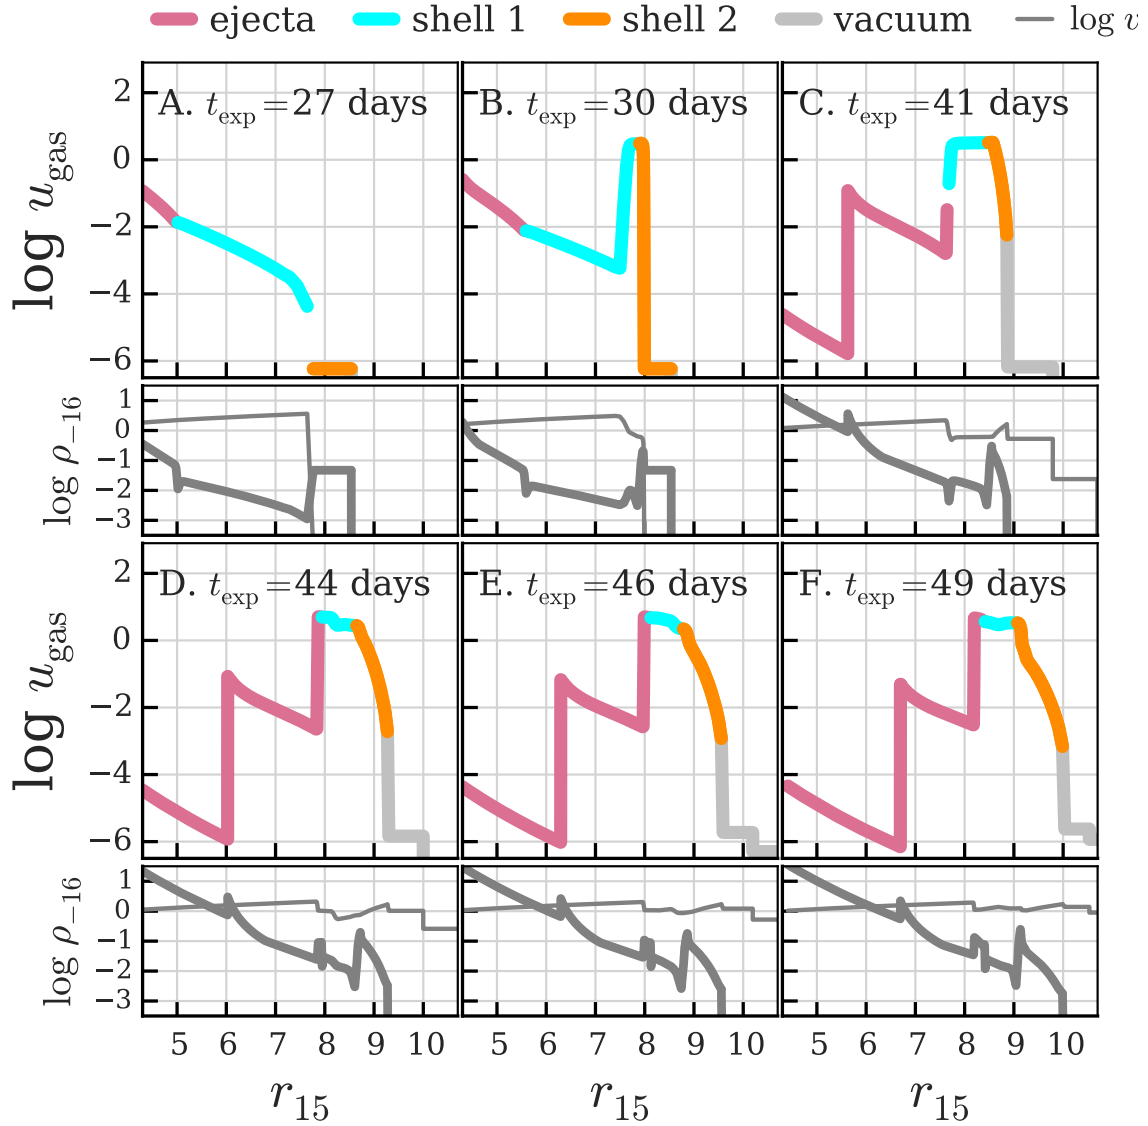 ejecta shell 1 shell 2 vacuum log v
A. t_exp=27 days B. t_exp=30 days C. t_exp=41 days
log u_gas
2
0
−2
−4
−6
log ρ_−16
1
0
−1
−2
−3
D. t_exp=44 days E. t_exp=46 days F. t_exp=49 days
log u_gas
2
0
−2
−4
−6
log ρ_−16
1
0
−1
−2
−3
5 6 7 8 9 10 5 6 7 8 9 10 5 6 7 8 9 10
r_15 r_15 r_15